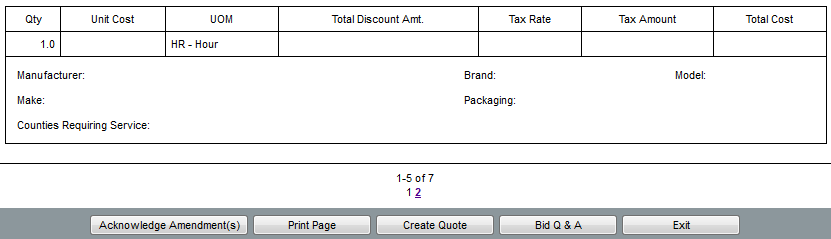 Qty Unit Cost UOM Total Discount Amt. Tax Rate Tax Amount Total Cost
1.0 HR - Hour
Manufacturer: Brand: Model:
Make: Packaging:
Counties Requiring Service:
1-5 of 7
1 2
Acknowledge Amendment(s) Print Page Create Quote Bid Q & A Exit